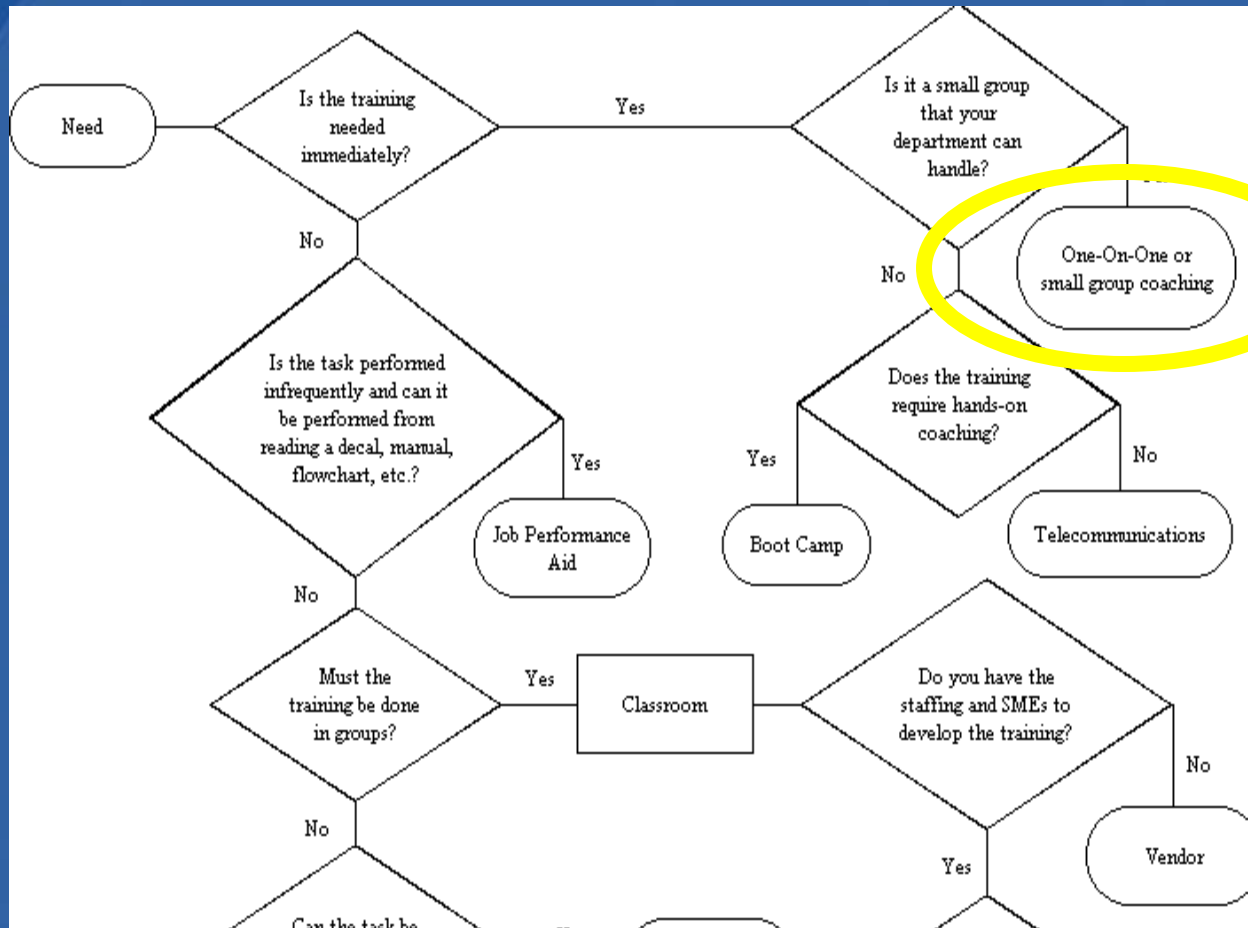 Need
Is the training
needed
immediately?
Yes
Is it a small group
that your
department can
handle?
No
One-On-One or
small group coaching
No
Is the task performed
infrequently and can it
be performed from
reading a decal, manual,
flowchart, etc.?
Yes
Job Performance
Aid
Does the training
require hands-on
coaching?
Yes
No
Boot Camp
Telecommunications
No
Must the
training be done
in groups?
Yes
Classroom
Do you have the
staffing and SMEs to
develop the training?
No
Vendor
No
Yes
Can the task be